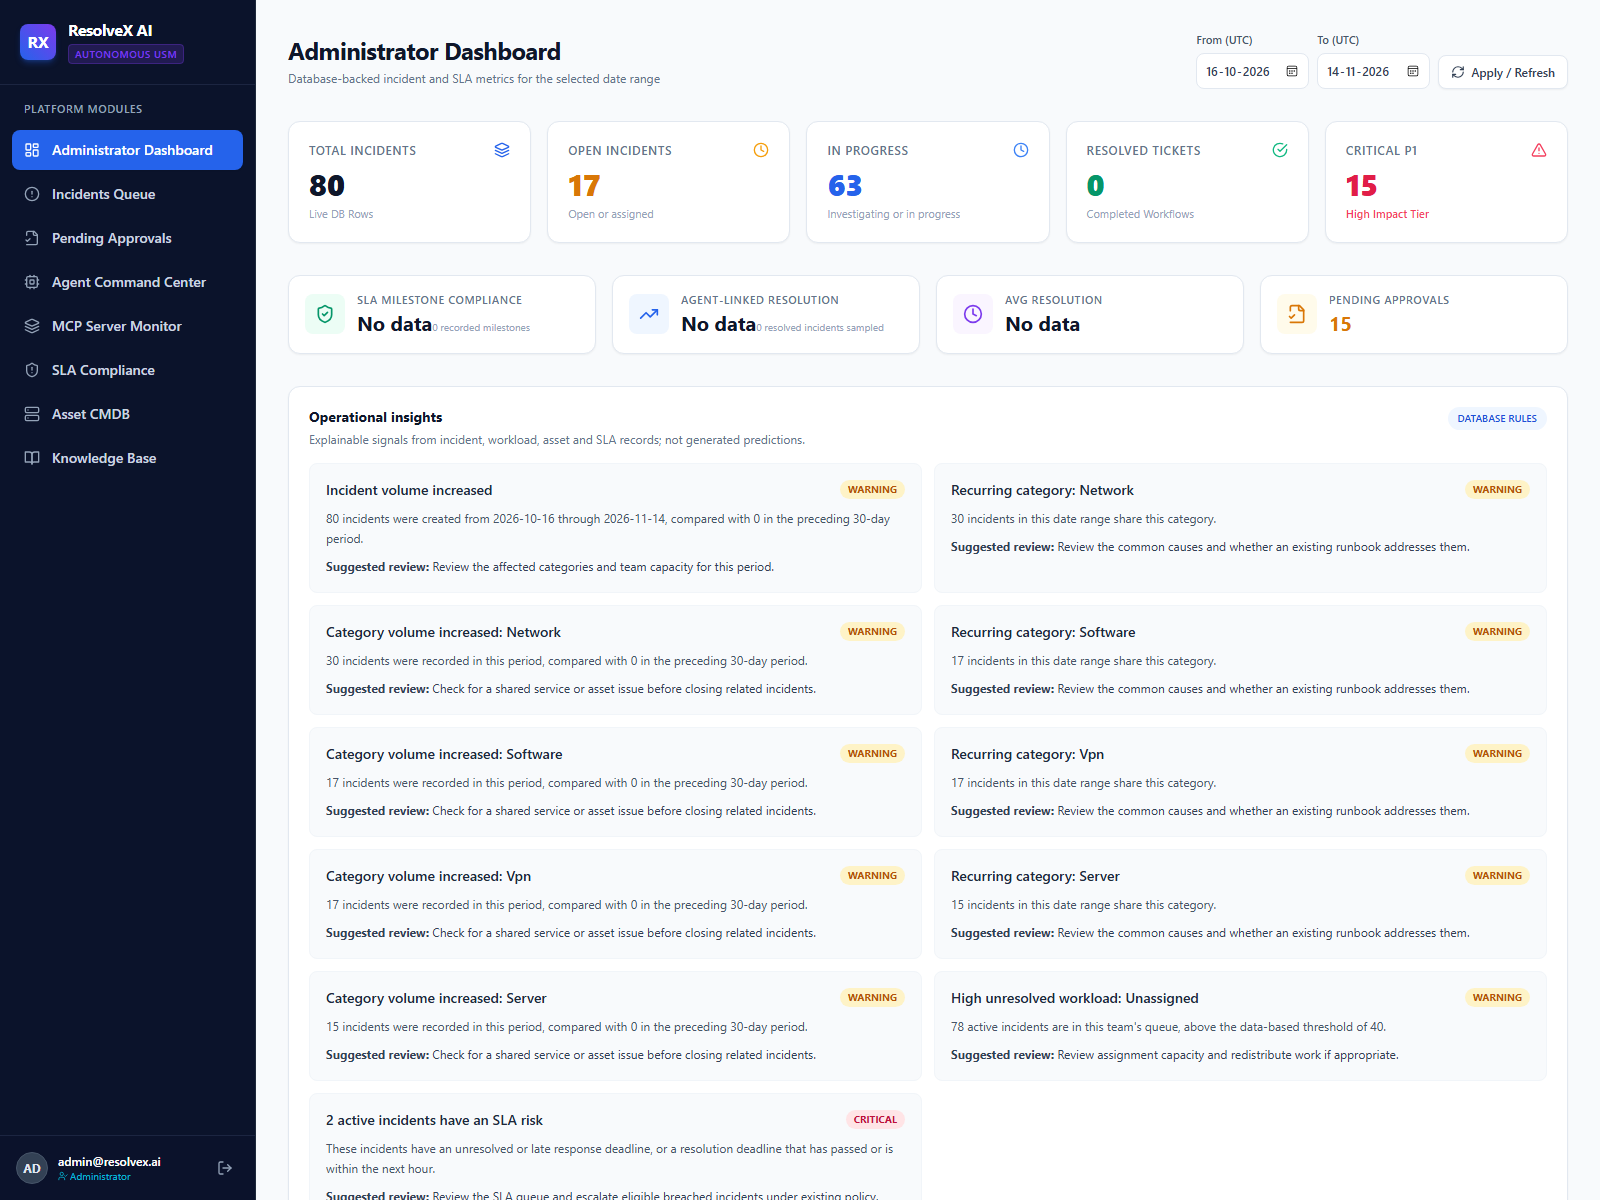 RX
ResolveX AI
AUTONOMOUS USM
PLATFORM MODULES
Administrator Dashboard
Incidents Queue
Pending Approvals
Agent Command Center
MCP Server Monitor
SLA Compliance
Asset CMDB
Knowledge Base
AD
admin@resolvex.ai
Administrator
Administrator Dashboard
Database-backed incident and SLA metrics for the selected date range
From (UTC)
16-10-2026
To (UTC)
14-11-2026
Apply / Refresh
TOTAL INCIDENTS
80
Live DB Rows
OPEN INCIDENTS
17
Open or assigned
IN PROGRESS
63
Investigating or in progress
RESOLVED TICKETS
0
Completed Workflows
CRITICAL P1
15
High Impact Tier
SLA MILESTONE COMPLIANCE
No data0 recorded milestones
AGENT-LINKED RESOLUTION
No data0 resolved incidents sampled
AVG RESOLUTION
No data
PENDING APPROVALS
15
Operational insights
DATABASE RULES
Explainable signals from incident, workload, asset and SLA records; not generated predictions.
Incident volume increased
WARNING
80 incidents were created from 2026-10-16 through 2026-11-14, compared with 0 in the preceding 30-day
period.
Suggested review: Review the affected categories and team capacity for this period.
Recurring category: Network
WARNING
30 incidents in this date range share this category.
Suggested review: Review the common causes and whether an existing runbook addresses them.
Category volume increased: Network
WARNING
30 incidents were recorded in this period, compared with 0 in the preceding 30-day period.
Suggested review: Check for a shared service or asset issue before closing related incidents.
Recurring category: Software
WARNING
17 incidents in this date range share this category.
Suggested review: Review the common causes and whether an existing runbook addresses them.
Category volume increased: Software
WARNING
17 incidents were recorded in this period, compared with 0 in the preceding 30-day period.
Suggested review: Check for a shared service or asset issue before closing related incidents.
Recurring category: Vpn
WARNING
17 incidents in this date range share this category.
Suggested review: Review the common causes and whether an existing runbook addresses them.
Category volume increased: Vpn
WARNING
17 incidents were recorded in this period, compared with 0 in the preceding 30-day period.
Suggested review: Check for a shared service or asset issue before closing related incidents.
Recurring category: Server
WARNING
15 incidents in this date range share this category.
Suggested review: Review the common causes and whether an existing runbook addresses them.
Category volume increased: Server
WARNING
15 incidents were recorded in this period, compared with 0 in the preceding 30-day period.
Suggested review: Check for a shared service or asset issue before closing related incidents.
High unresolved workload: Unassigned
WARNING
78 active incidents are in this team's queue, above the data-based threshold of 40.
Suggested review: Review assignment capacity and redistribute work if appropriate.
2 active incidents have an SLA risk
CRITICAL
These incidents have an unresolved or late response deadline, or a resolution deadline that has passed or is
within the next hour.
Suggested review: Review the SLA queue and escalate eligible breached incidents under existing policy.